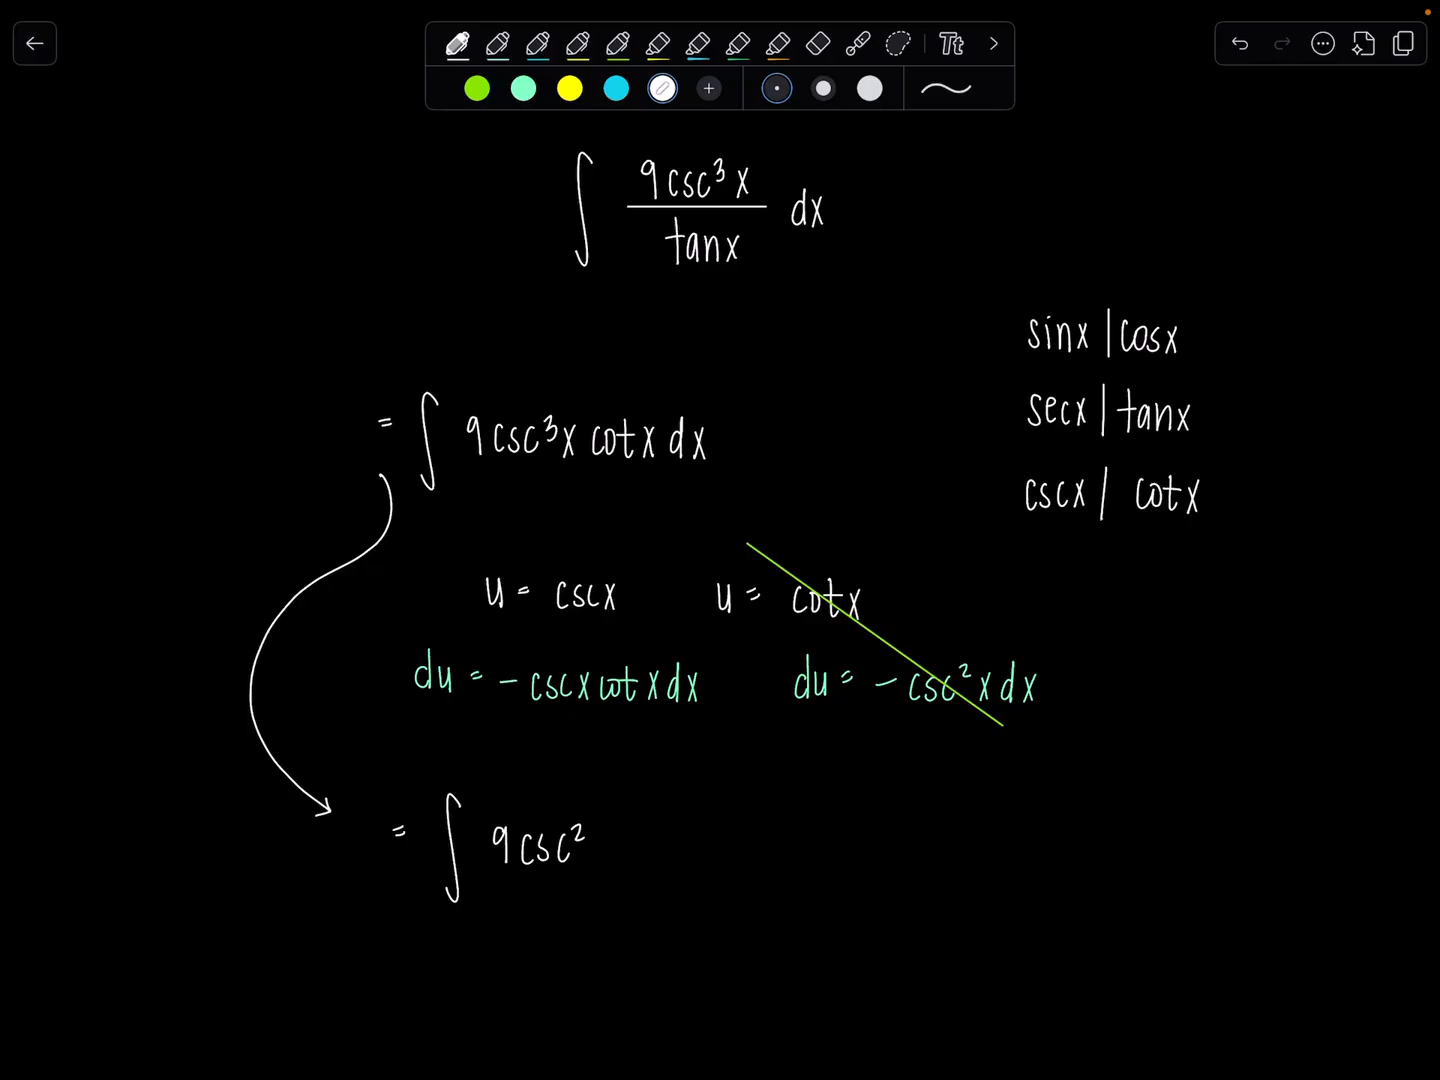 Tt
∫ 9csc³x / tanx dx
sinx | cosx
secx | tanx
= ∫ 9csc³x cotx dx
cscx | cotx
u = cscx u = cotx
du = -cscx cotx dx du = -csc²x dx
= ∫ 9csc²